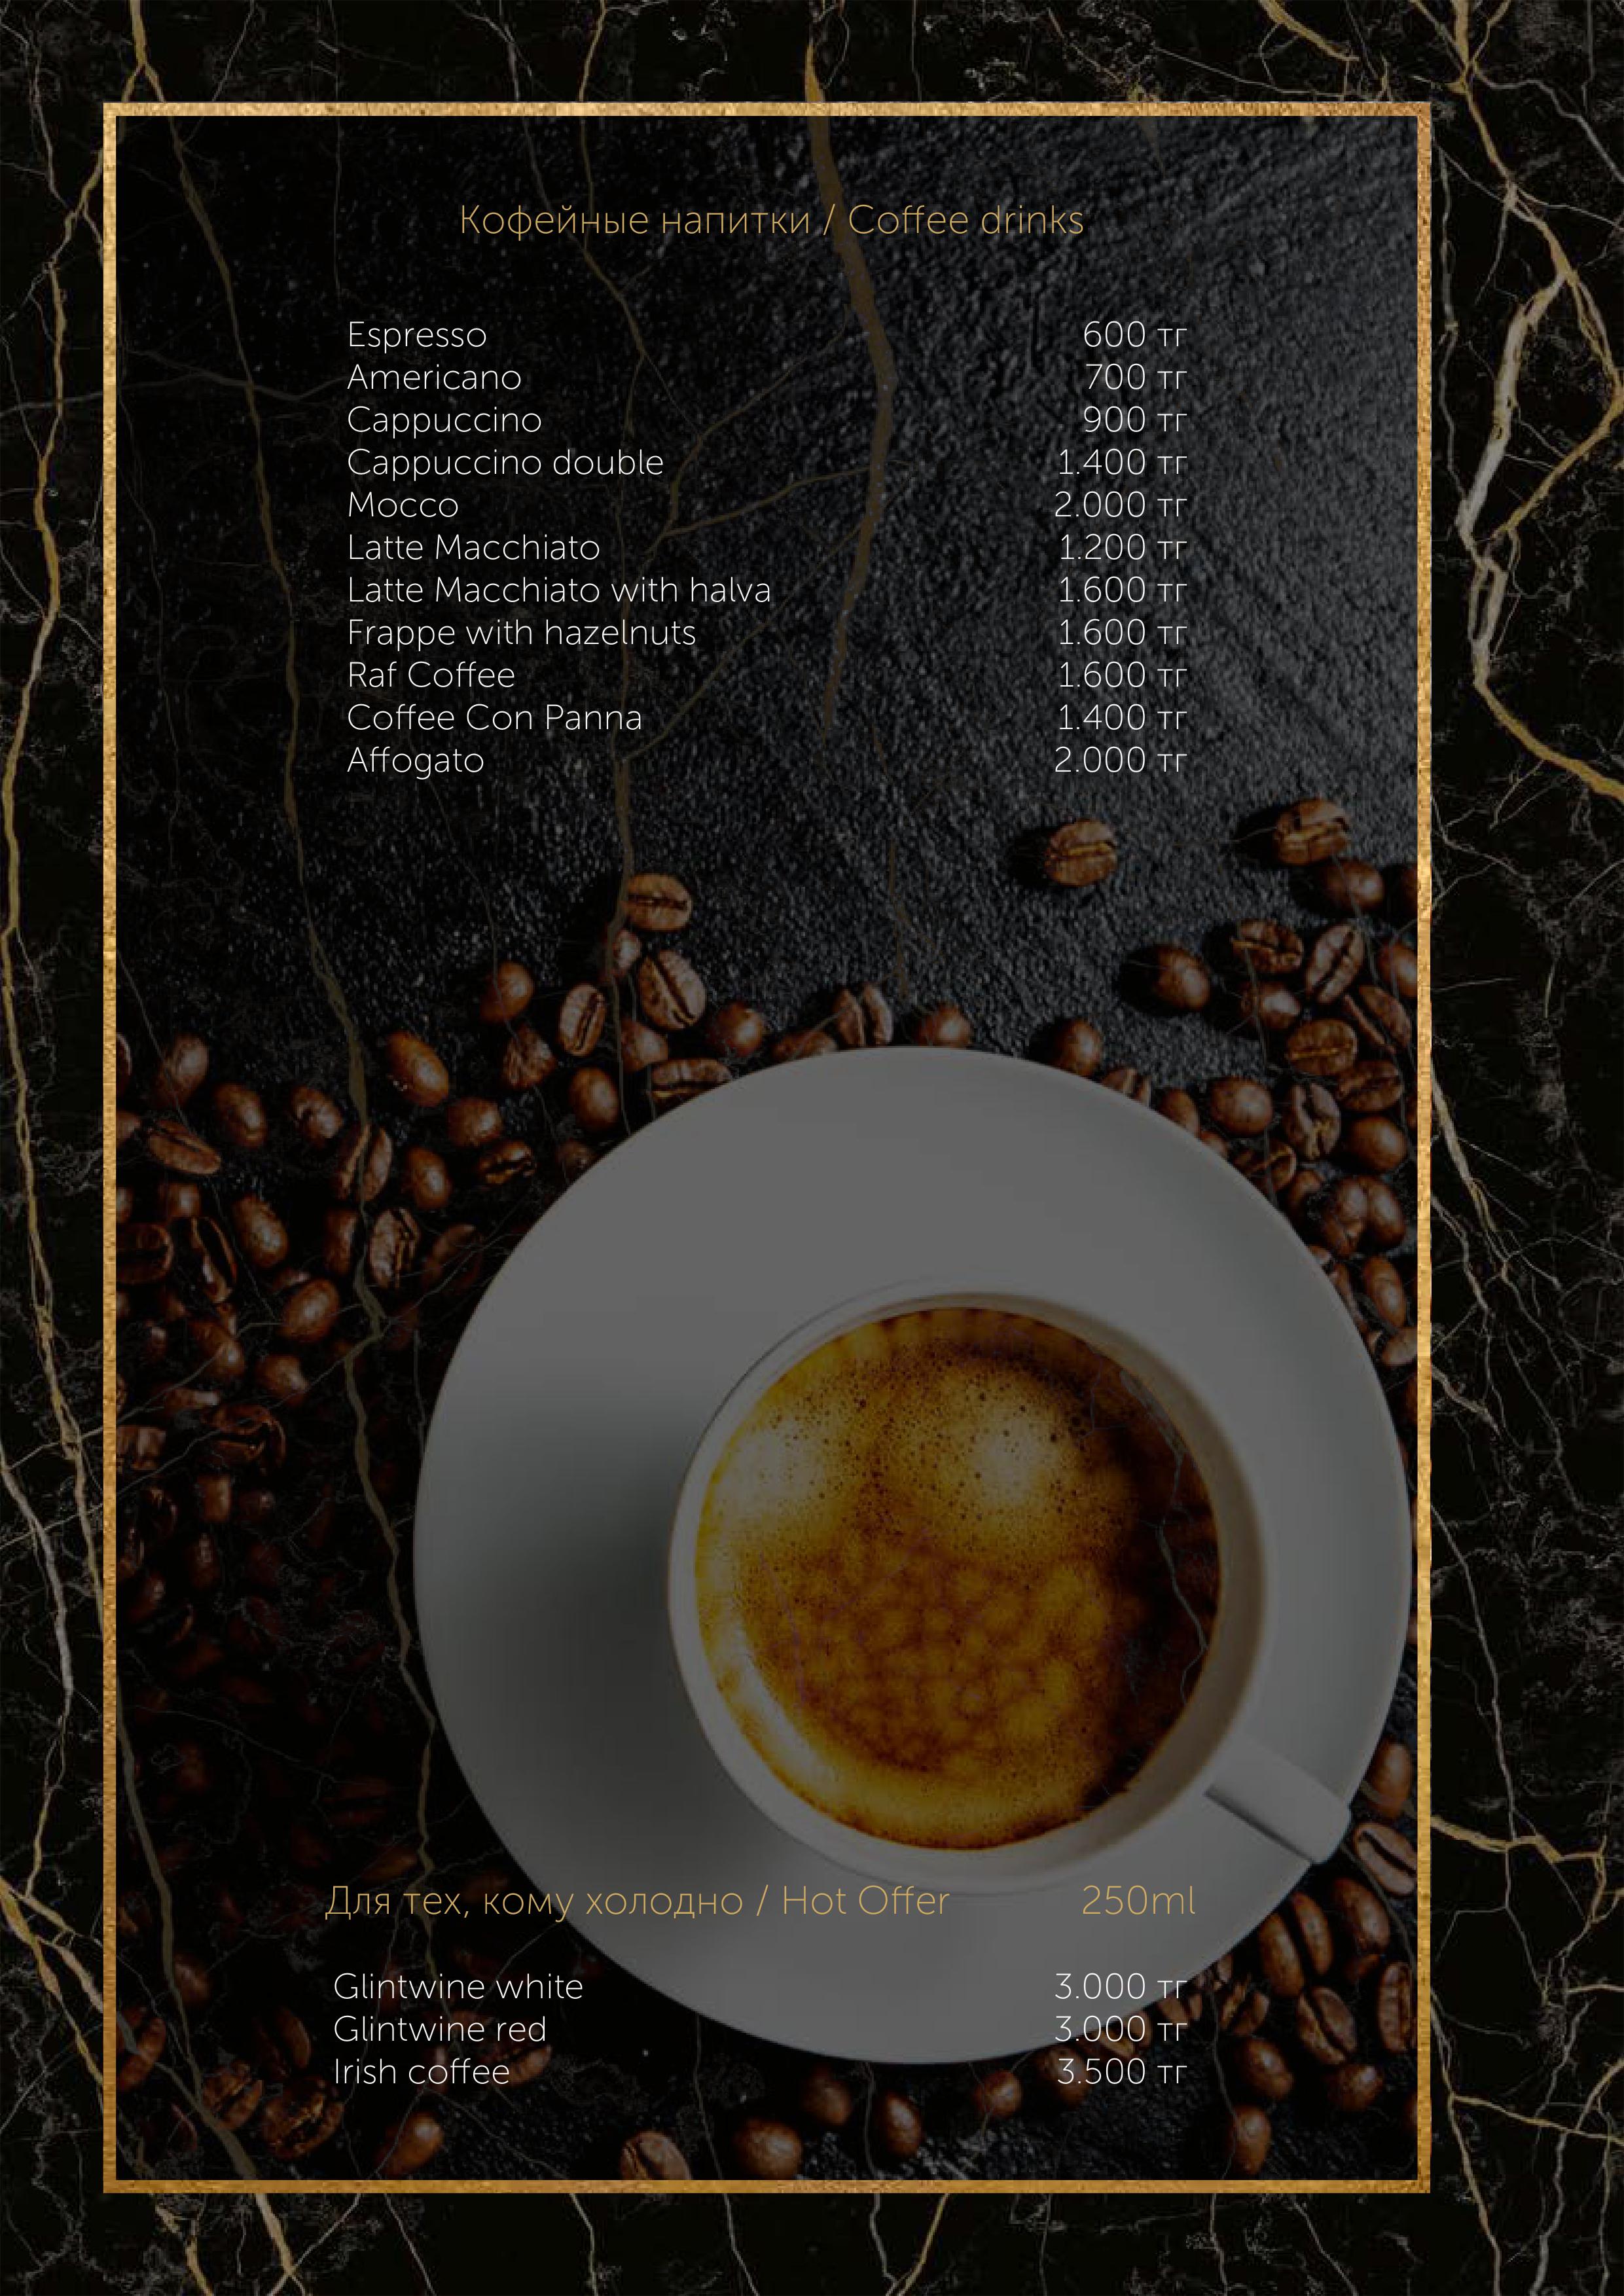 Кофейные напитки / Coffee drinks
Espresso 600 тг
Americano 700 тг
Cappuccino 900 тг
Cappuccino double 1.400 тг
Mocco 2.000 тг
Latte Macchiato 1.200 тг
Latte Macchiato with halva 1.600 тг
Frappe with hazelnuts 1.600 тг
Raf Coffee 1.600 тг
Coffee Con Panna 1.400 тг
Affogato 2.000 тг
Для тех, кому холодно / Hot Offer 250ml
Glintwine white 3.000 тг
Glintwine red 3.000 тг
Irish coffee 3.500 тг